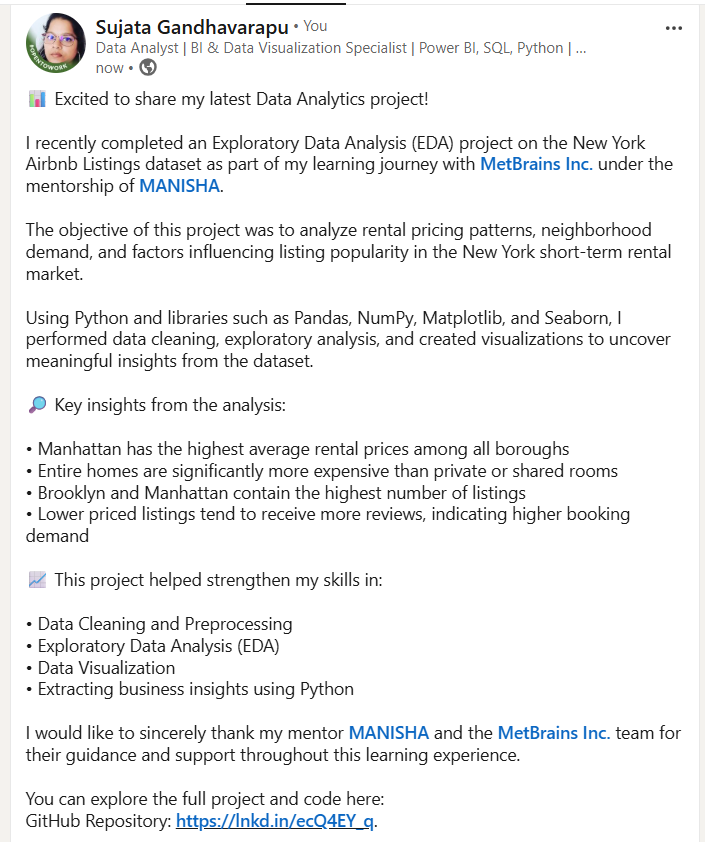 Sujata Gandhavarapu • You
Data Analyst | BI & Data Visualization Specialist | Power BI, SQL, Python | ...
now •
#OPENTOWORK
📊 Excited to share my latest Data Analytics project!
I recently completed an Exploratory Data Analysis (EDA) project on the New York
Airbnb Listings dataset as part of my learning journey with MetBrains Inc. under the
mentorship of MANISHA.
The objective of this project was to analyze rental pricing patterns, neighborhood
demand, and factors influencing listing popularity in the New York short-term rental
market.
Using Python and libraries such as Pandas, NumPy, Matplotlib, and Seaborn, I
performed data cleaning, exploratory analysis, and created visualizations to uncover
meaningful insights from the dataset.
🔎 Key insights from the analysis:
• Manhattan has the highest average rental prices among all boroughs
• Entire homes are significantly more expensive than private or shared rooms
• Brooklyn and Manhattan contain the highest number of listings
• Lower priced listings tend to receive more reviews, indicating higher booking
demand
📈 This project helped strengthen my skills in:
• Data Cleaning and Preprocessing
• Exploratory Data Analysis (EDA)
• Data Visualization
• Extracting business insights using Python
I would like to sincerely thank my mentor MANISHA and the MetBrains Inc. team for
their guidance and support throughout this learning experience.
You can explore the full project and code here:
GitHub Repository: https://lnkd.in/ecQ4EY_q.